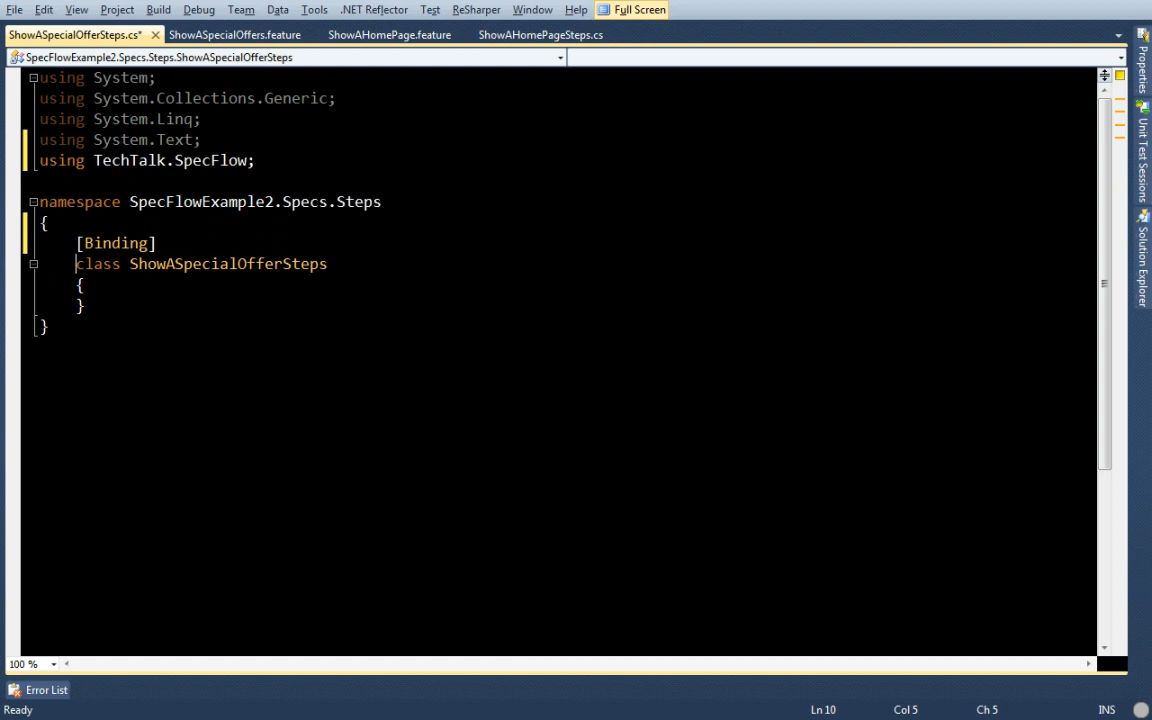 File Edit View Project Build Debug Team Data Tools .NET Reflector Test ReSharper Window Help Full Screen
ShowASpecialOfferSteps.cs* ShowASpecialOffers.feature ShowAHomePage.feature ShowAHomePageSteps.cs
SpecFlowExample2.Specs.Steps.ShowASpecialOfferSteps
using System;
using System.Collections.Generic;
using System.Linq;
using System.Text;
using TechTalk.SpecFlow;
namespace SpecFlowExample2.Specs.Steps
{
[Binding]
class ShowASpecialOfferSteps
{
}
}
Properties
Unit Test Sessions
Solution Explorer
100 %
Error List
Ready Ln 10 Col 5 Ch 5 INS